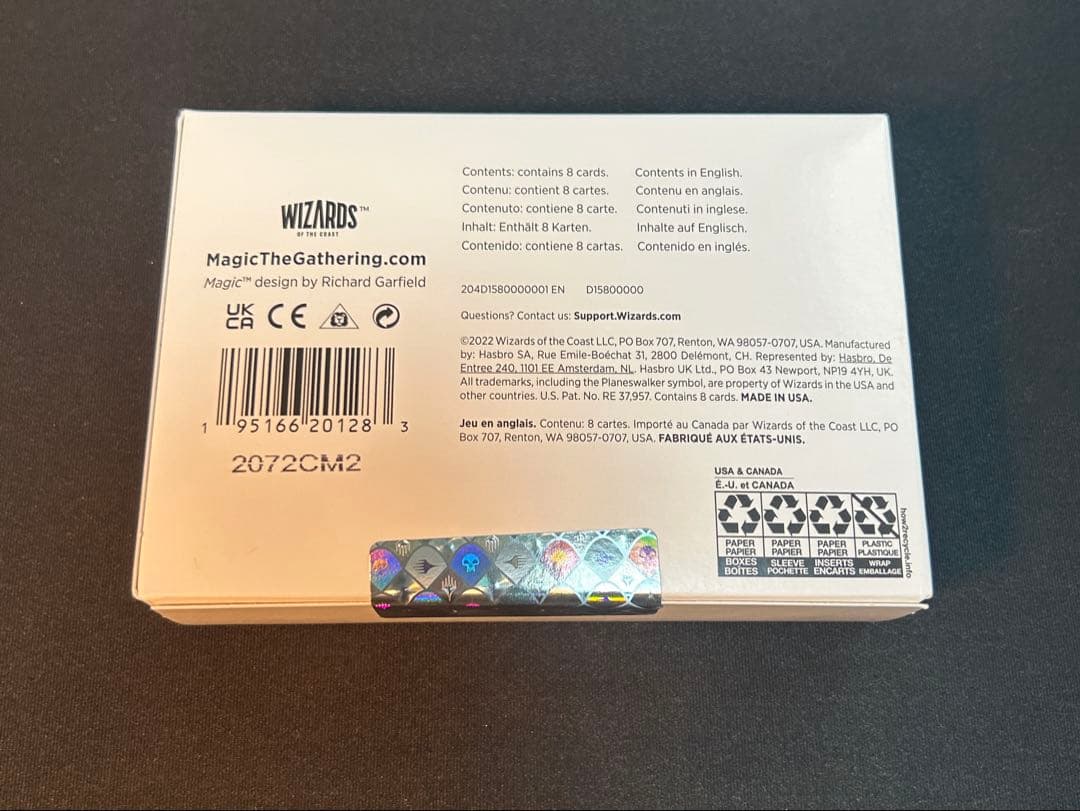 WIZARDS™
OF THE COAST
MagicTheGathering.com
Magic™ design by Richard Garfield
UK
CA CE
1 95166 20128 3
2072CM2
Contents: contains 8 cards. Contents in English.
Contenu: contient 8 cartes. Contenu en anglais.
Contenuto: contiene 8 carte. Contenuti in inglese.
Inhalt: Enthält 8 Karten. Inhalte auf Englisch.
Contenido: contiene 8 cartas. Contenido en inglés.
204D1580000001 EN D15800000
Questions? Contact us: Support.Wizards.com
©2022 Wizards of the Coast LLC, PO Box 707, Renton, WA 98057-0707, USA. Manufactured
by: Hasbro SA, Rue Emile-Boéchat 31, 2800 Delémont, CH. Represented by: Hasbro, De
Entree 240, 1101 EE Amsterdam, NL. Hasbro UK Ltd., PO Box 43 Newport, NP19 4YH, UK.
All trademarks, including the Planeswalker symbol, are property of Wizards in the USA and
other countries. U.S. Pat. No. RE 37,957. Contains 8 cards. MADE IN USA.
Jeu en anglais. Contenu: 8 cartes. Importé au Canada par Wizards of the Coast LLC, PO
Box 707, Renton, WA 98057-0707, USA. FABRIQUÉ AUX ÉTATS-UNIS.
USA & CANADA
É.-U. et CANADA
PAPER PAPER PAPER PLASTIC
PAPIER PAPIER PAPIER PLASTIQUE
BOXES SLEEVE INSERTS WRAP
BOÎTES POCHETTE ENCARTS EMBALLAGE
how2recycle.info